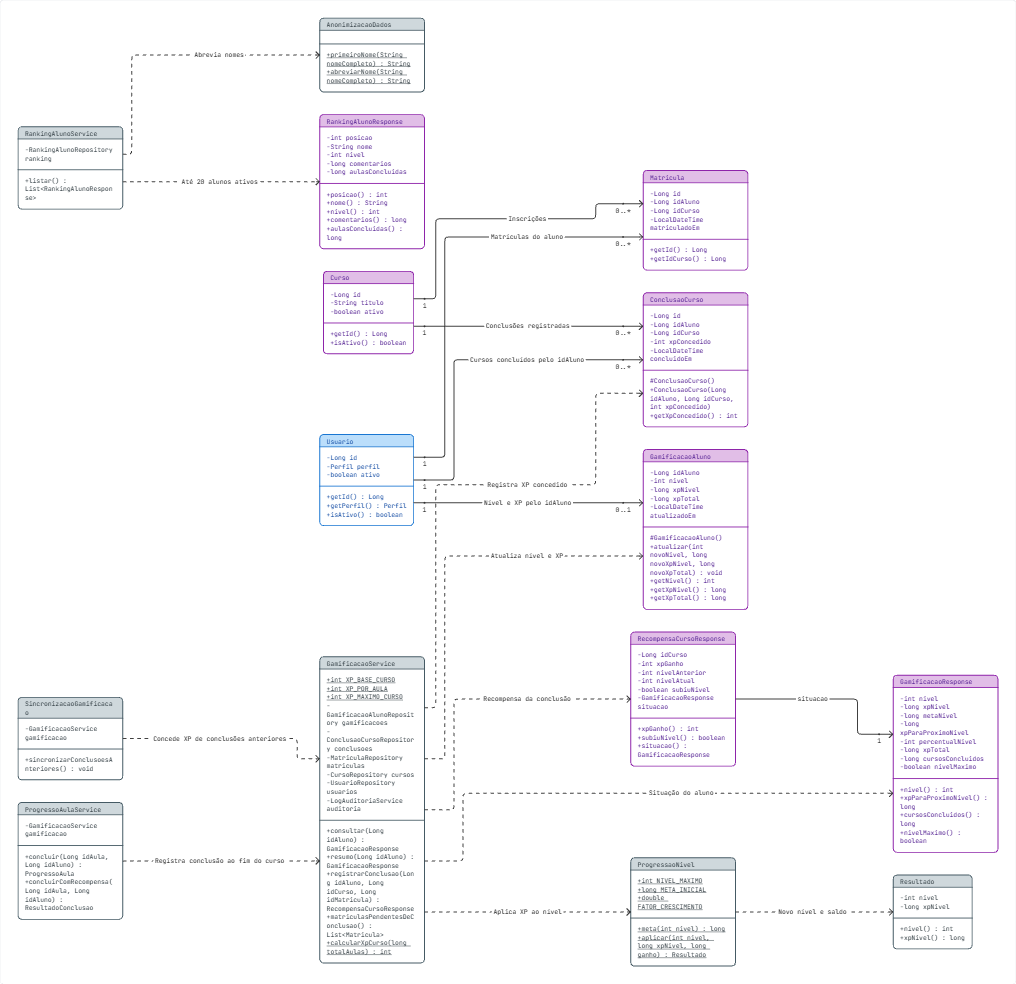 AnonimizacaoDados
+primeiroNome(String
nomeCompleto) : String
+abreviarNome(String
nomeCompleto) : String
Abrevia nomes
RankingAlunoService
-RankingAlunoRepository
ranking
+listar() :
List<RankingAlunoRespon
se>
Até 20 alunos ativos
RankingAlunoResponse
-int posicao
-String nome
-int nivel
-long comentarios
-long aulasConcluidas
+posicao() : int
+nome() : String
+nivel() : int
+comentarios() : long
+aulasConcluidas() :
long
Matricula
-Long id
-Long idAluno
-Long idCurso
-LocalDateTime
matriculadoEm
+getId() : Long
+getIdCurso() : Long
Inscrições
0..*
Matrículas do aluno
0..*
Curso
-Long id
-String titulo
-boolean ativo
+getId() : Long
+isAtivo() : boolean
1
1
Conclusões registradas
0..*
Cursos concluídos pelo idAluno
0..*
ConclusaoCurso
-Long id
-Long idAluno
-Long idCurso
-int xpConcedido
-LocalDateTime
concluidoEm
#ConclusaoCurso()
+ConclusaoCurso(Long
idAluno, Long idCurso,
int xpConcedido)
+getXpConcedido() : int
Usuario
-Long id
-Perfil perfil
-boolean ativo
+getId() : Long
+getPerfil() : Perfil
+isAtivo() : boolean
1
1
1
Registra XP concedido
Nível e XP pelo idAluno
0..1
Atualiza nível e XP
GamificacaoAluno
-Long idAluno
-int nivel
-long xpNivel
-long xpTotal
-LocalDateTime
atualizadoEm
#GamificacaoAluno()
+atualizar(int
novoNivel, long
novoXpNivel, long
novoXpTotal) : void
+getNivel() : int
+getXpNivel() : long
+getXpTotal() : long
GamificacaoService
+int XP_BASE_CURSO
+int XP_POR_AULA
+int XP_MAXIMO_CURSO
-
GamificacaoAlunoReposit
ory gamificacoes
-
ConclusaoCursoRepositor
y conclusoes
-MatriculaRepository
matriculas
-CursoRepository cursos
-UsuarioRepository
usuarios
-LogAuditoriaService
auditoria
+consultar(Long
idAluno) :
GamificacaoResponse
+resumo(Long idAluno) :
GamificacaoResponse
+registrarConclusao(Lon
g idAluno, Long
idCurso, Long
idMatricula) :
RecompensaCursoResponse
+matriculasPendentesDeC
onclusao() :
List<Matricula>
+calcularXpCurso(long
totalAulas) : int
SincronizacaoGamificaca
o
-GamificacaoService
gamificacao
+sincronizarConclusoesA
nteriores() : void
Concede XP de conclusões anteriores
ProgressoAulaService
-GamificacaoService
gamificacao
+concluir(Long idAula,
Long idAluno) :
ProgressoAula
+concluirComRecompensa(
Long idAula, Long
idAluno) :
ResultadoConclusao
Registra conclusão ao fim do curso
Recompensa da conclusão
RecompensaCursoResponse
-Long idCurso
-int xpGanho
-int nivelAnterior
-int nivelAtual
-boolean subiuNivel
-GamificacaoResponse
situacao
+xpGanho() : int
+subiuNivel() : boolean
+situacao() :
GamificacaoResponse
situacao
1
Situação do aluno
GamificacaoResponse
-int nivel
-long xpNivel
-long metaNivel
-long
xpParaProximoNivel
-int percentualNivel
-long xpTotal
-long cursosConcluidos
-boolean nivelMaximo
+nivel() : int
+xpParaProximoNivel() :
long
+cursosConcluidos() :
long
+nivelMaximo() :
boolean
Aplica XP ao nível
ProgressaoNivel
+int NIVEL_MAXIMO
+long META_INICIAL
+double
FATOR_CRESCIMENTO
+meta(int nivel) : long
+aplicar(int nivel,
long xpNivel, long
ganho) : Resultado
Novo nível e saldo
Resultado
-int nivel
-long xpNivel
+nivel() : int
+xpNivel() : long